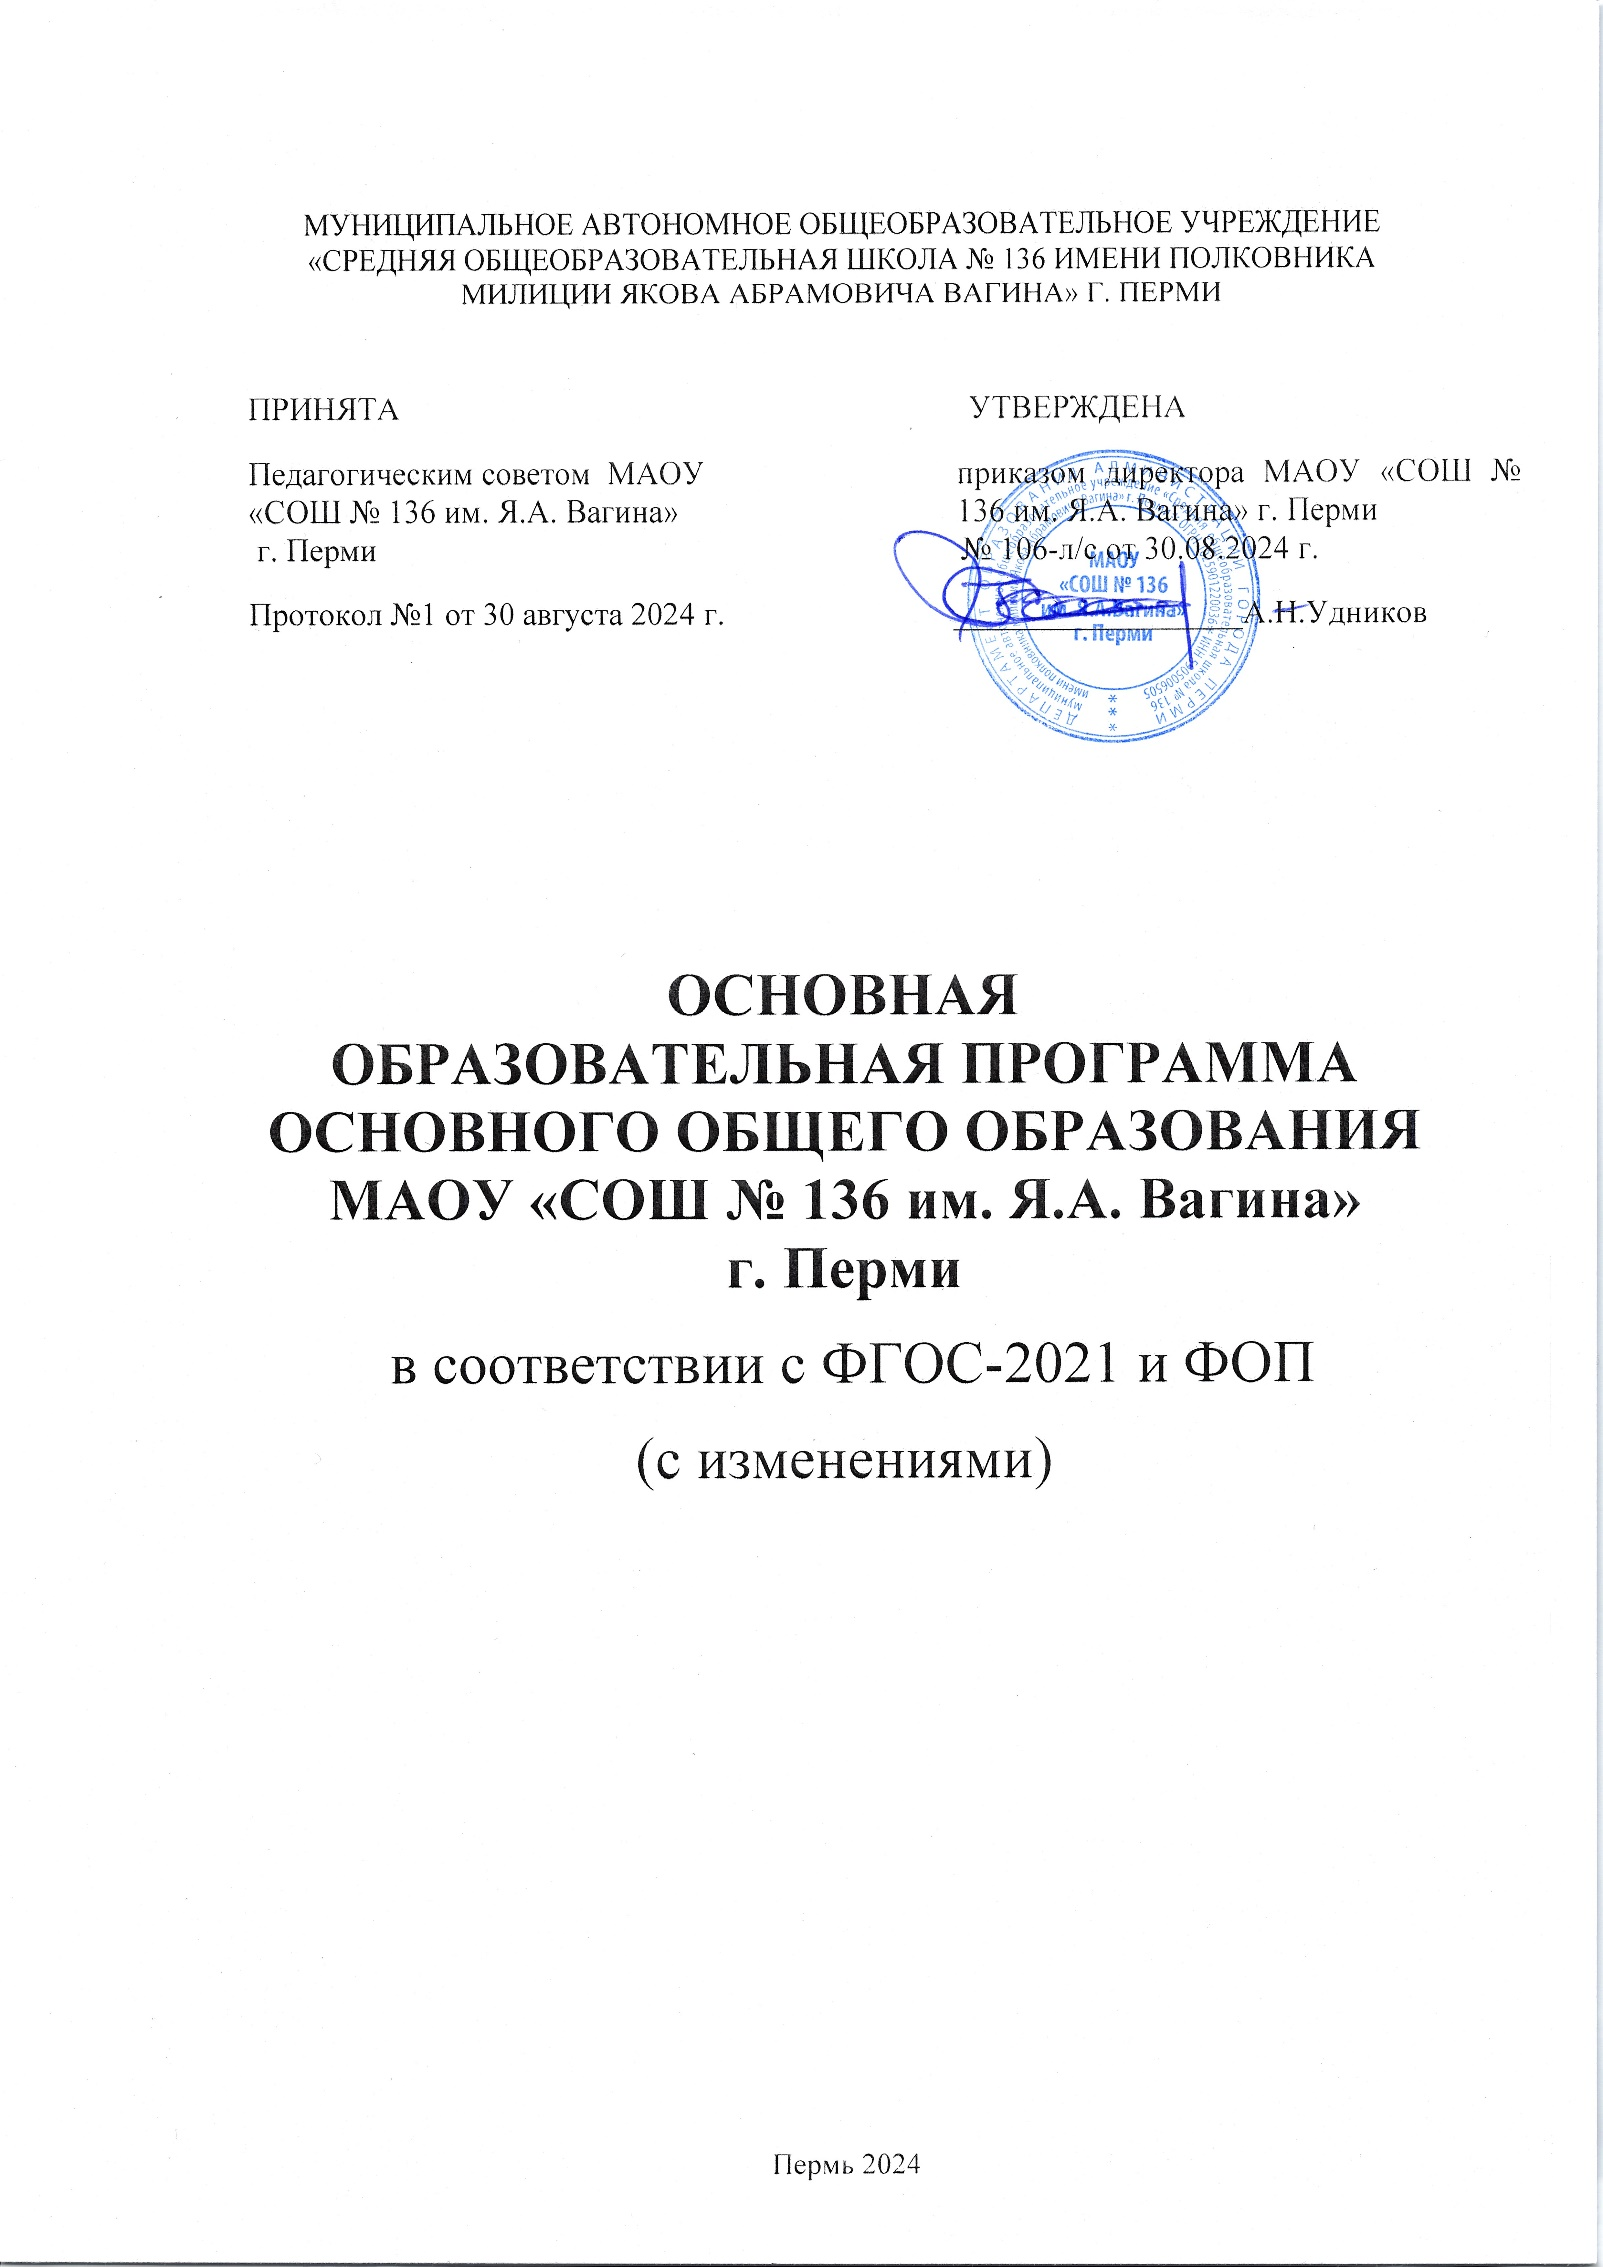 МУНИЦИПАЛЬНОЕ АВТОНОМНОЕ ОБЩЕОБРАЗОВАТЕЛЬНОЕ УЧРЕЖДЕНИЕ
«СРЕДНЯЯ ОБЩЕОБРАЗОВАТЕЛЬНАЯ ШКОЛА № 136 ИМЕНИ ПОЛКОВНИКА
МИЛИЦИИ ЯКОВА АБРАМОВИЧА ВАГИНА» Г. ПЕРМИ
ПРИНЯТА
Педагогическим советом МАОУ
«СОШ № 136 им. Я.А. Вагина»
г. Перми
Протокол №1 от 30 августа 2024 г.
УТВЕРЖДЕНА
приказом директора МАОУ «СОШ №
136 им. Я.А. Вагина» г. Перми
№ 106-л/с от 30.08.2024 г.
А.Н.Удников
МАОУ
«СОШ № 136
им. Я.А.Вагина»
г. Перми
ОСНОВНАЯ
ОБРАЗОВАТЕЛЬНАЯ ПРОГРАММА
ОСНОВНОГО ОБЩЕГО ОБРАЗОВАНИЯ
МАОУ «СОШ № 136 им. Я.А. Вагина»
г. Перми
в соответствии с ФГОС-2021 и ФОП
(с изменениями)
Пермь 2024